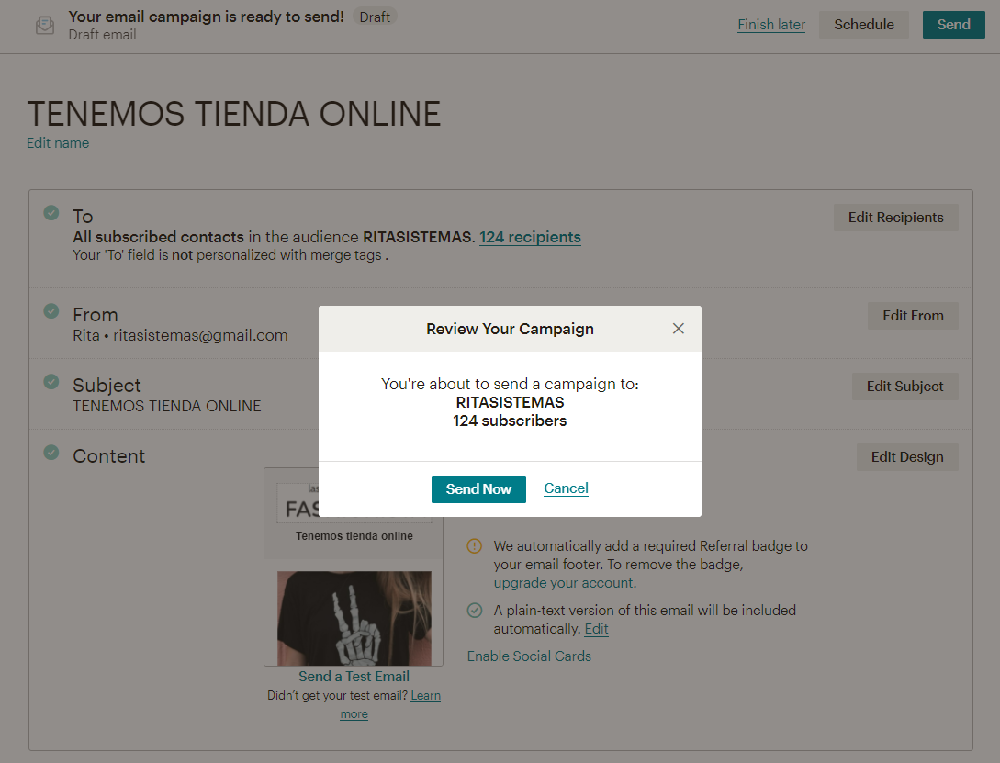 Your email campaign is ready to send! Draft
Draft email
Finish later
Schedule
Send
TENEMOS TIENDA ONLINE
Edit name
To
All subscribed contacts in the audience RITASISTEMAS. 124 recipients
Your 'To' field is not personalized with merge tags .
Edit Recipients
From
Rita • ritasistemas@gmail.com
Edit From
Subject
TENEMOS TIENDA ONLINE
Edit Subject
Content
Edit Design
Review Your Campaign
You're about to send a campaign to:
RITASISTEMAS
124 subscribers
Send Now
Cancel
Tenemos tienda online
Send a Test Email
Didn't get your test email? Learn
more
We automatically add a required Referral badge to
your email footer. To remove the badge,
upgrade your account.
A plain-text version of this email will be included
automatically. Edit
Enable Social Cards